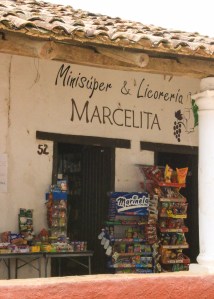 Minisúper & Licorería
MARCELITA
52
Marinela